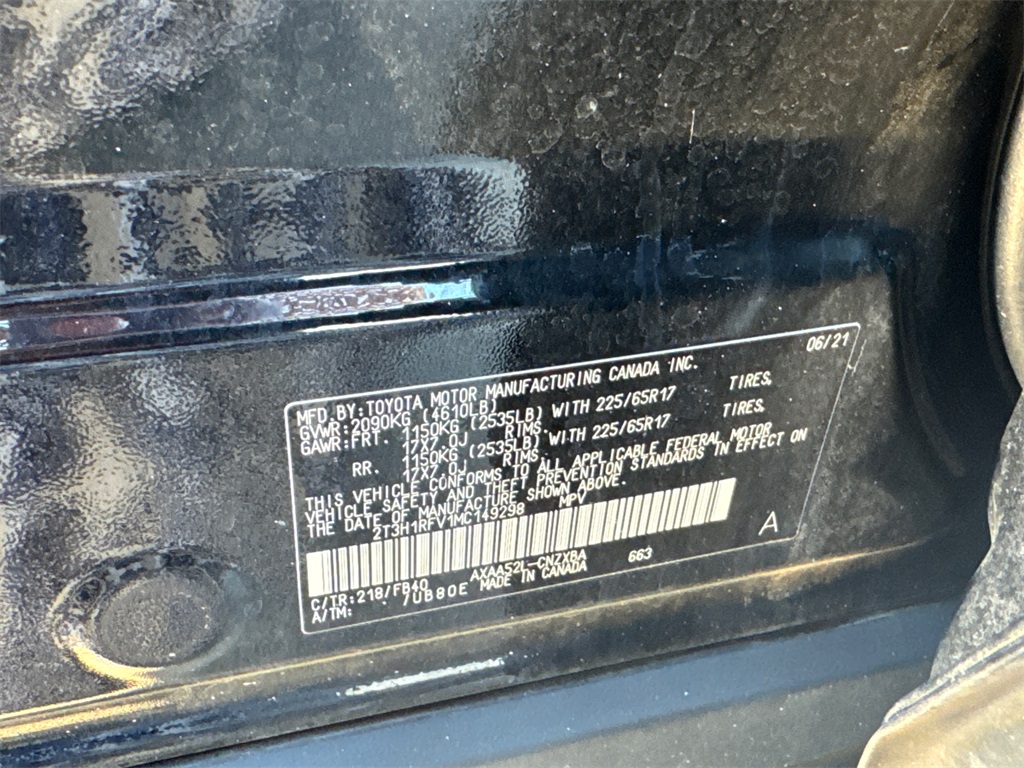 MFD. BY: TOYOTA MOTOR MANUFACTURING CANADA INC. 06/21
GVWR: 2090KG (4610LB)
GAWR: FRT. 1150KG (2535LB) WITH 225/65R17 TIRES,
17X7.0J RIMS,
RR. 1150KG (2535LB) WITH 225/65R17 TIRES,
17X7.0J RIMS,
THIS VEHICLE CONFORMS TO ALL APPLICABLE FEDERAL MOTOR
VEHICLE SAFETY AND THEFT PREVENTION STANDARDS IN EFFECT ON
THE DATE OF MANUFACTURE SHOWN ABOVE.
2T3H1RFV1MC149298 MPV
A
C/TR: 218/FB40 AXAA52L-CNZXBA 663
A/TM: /UB80E MADE IN CANADA